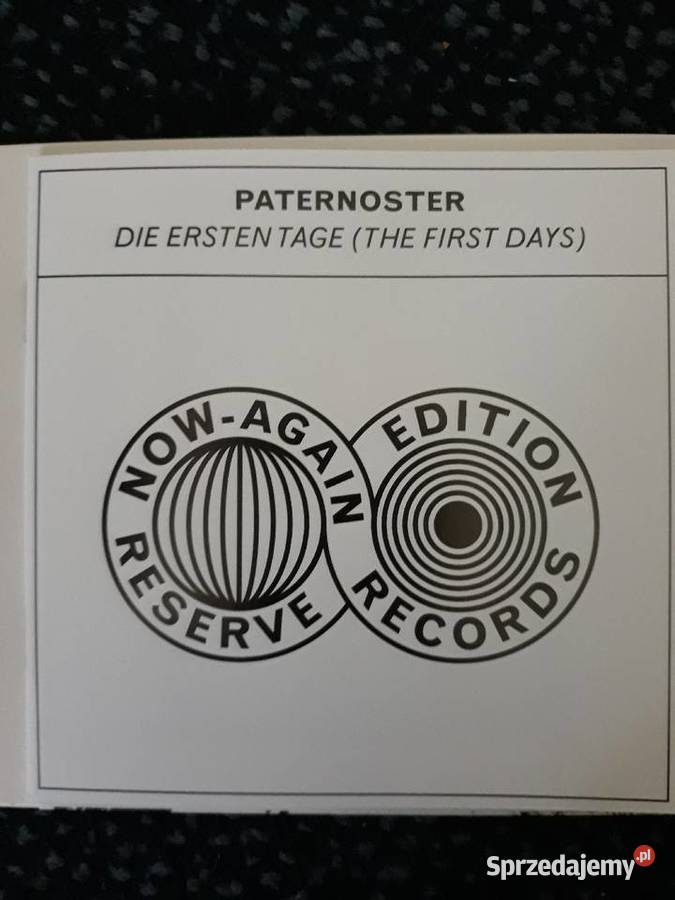 PATERNOSTER
DIE ERSTEN TAGE (THE FIRST DAYS)
NOW-AGAIN
RESERVE
EDITION
RECORDS
Sprzedajemy.pl